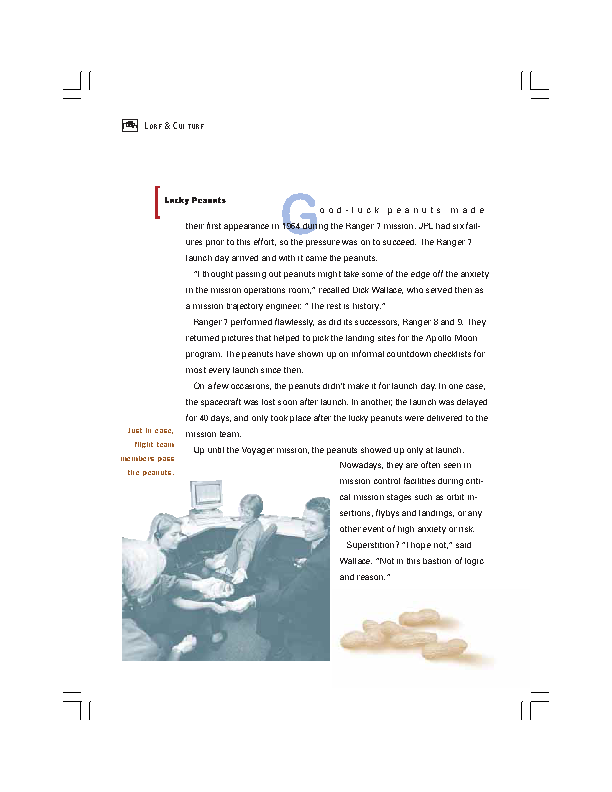 LORE & CULTURE
Lucky Peanuts
Good-luck peanuts made
their first appearance in 1964 during the Ranger 7 mission. JPL had six fail-
ures prior to this effort, so the pressure was on to succeed. The Ranger 7
launch day arrived and with it came the peanuts.
“I thought passing out peanuts might take some of the edge off the anxiety
in the mission operations room,” recalled Dick Wallace, who served then as
a mission trajectory engineer. “The rest is history.”
Ranger 7 performed flawlessly, as did its successors, Ranger 8 and 9. They
returned pictures that helped to pick the landing sites for the Apollo Moon
program. The peanuts have shown up on informal countdown checklists for
most every launch since then.
On a few occasions, the peanuts didn’t make it for launch day. In one case,
the spacecraft was lost soon after launch. In another, the launch was delayed
for 40 days, and only took place after the lucky peanuts were delivered to the
mission team.
Up until the Voyager mission, the peanuts showed up only at launch.
Nowadays, they are often seen in
mission control facilities during criti-
cal mission stages such as orbit in-
sertions, flybys and landings, or any
other event of high anxiety or risk.
Superstition? “I hope not,” said
Wallace. “Not in this bastion of logic
and reason.”
Just in case,
flight team
members pass
the peanuts.